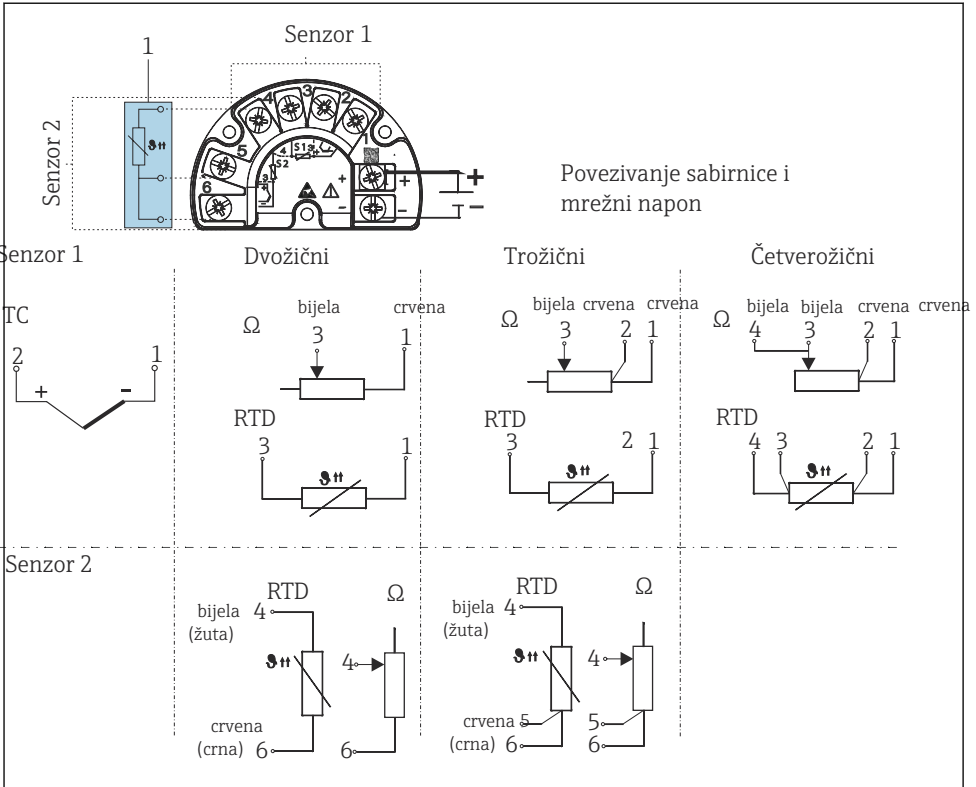 Senzor 1
1
Senzor 2
6 5 4 3 2 1
4 S1 3
S2
3
+ + +
- - -
Povezivanje sabirnice i
mrežni napon
Senzor 1
Dvožični
Trožični
Četverožični
TC
2 1
+ -
Ω
bijela crvena
3 1
RTD
3 1
Ω
bijela crvena crvena
3 2 1
RTD
3 2 1
Ω
bijela bijela crvena crvena
4 3 2 1
RTD
4 3 2 1
Senzor 2
RTD Ω
bijela 4
(žuta)
4
crvena
(crna) 6 6
RTD Ω
bijela 4
(žuta)
4
crvena 5 5
(crna) 6 6